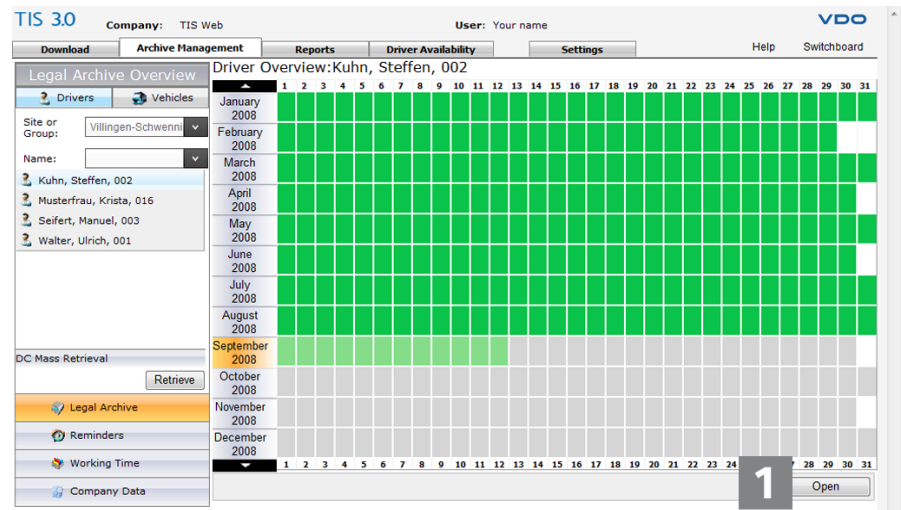 TIS 3.0 Company: TIS Web User: Your name VDO
Download Archive Management Reports Driver Availability Settings Help Switchboard
Legal Archive Overview
Drivers Vehicles
Site or Group: Villingen-Schwenni
Name:
Kuhn, Steffen, 002
Musterfrau, Krista, 016
Seifert, Manuel, 003
Walter, Ulrich, 001
DC Mass Retrieval
Retrieve
Legal Archive
Reminders
Working Time
Company Data
Driver Overview:Kuhn, Steffen, 002
1 2 3 4 5 6 7 8 9 10 11 12 13 14 15 16 17 18 19 20 21 22 23 24 25 26 27 28 29 30 31
January
2008
February
2008
March
2008
April
2008
May
2008
June
2008
July
2008
August
2008
September
2008
October
2008
November
2008
December
2008
1 2 3 4 5 6 7 8 9 10 11 12 13 14 15 16 17 18 19 20 21 22 23 24 28 29 30 31
1 Open